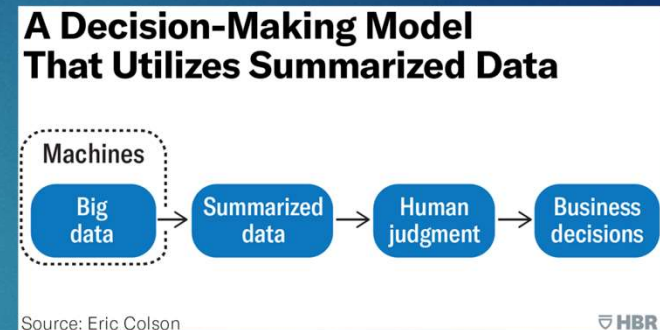 A Decision-Making Model
That Utilizes Summarized Data
Machines
Big
data
Summarized
data
Human
judgment
Business
decisions
Source: Eric Colson
HBR